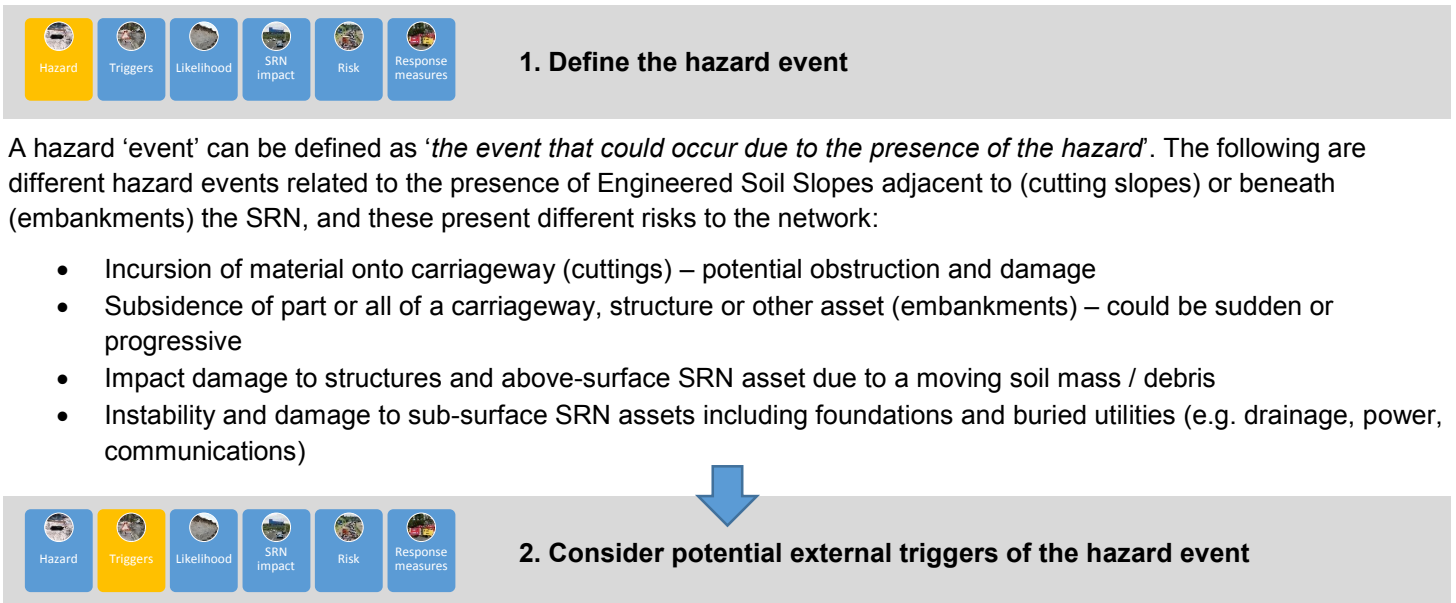 Hazard
Triggers
Likelihood
SRN
impact
Risk
Response
measures
1. Define the hazard event
A hazard ‘event’ can be defined as ‘the event that could occur due to the presence of the hazard’. The following are
different hazard events related to the presence of Engineered Soil Slopes adjacent to (cutting slopes) or beneath
(embankments) the SRN, and these present different risks to the network:
• Incursion of material onto carriageway (cuttings) – potential obstruction and damage
• Subsidence of part or all of a carriageway, structure or other asset (embankments) – could be sudden or
progressive
• Impact damage to structures and above-surface SRN asset due to a moving soil mass / debris
• Instability and damage to sub-surface SRN assets including foundations and buried utilities (e.g. drainage, power,
communications)
Hazard
Triggers
Likelihood
SRN
impact
Risk
Response
measures
2. Consider potential external triggers of the hazard event